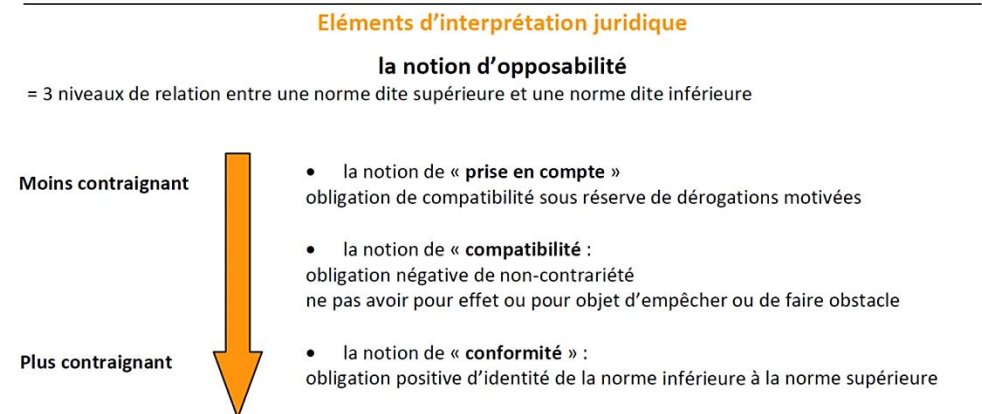 Eléments d'interprétation juridique
la notion d'opposabilité
= 3 niveaux de relation entre une norme dite supérieure et une norme dite inférieure
Moins contraignant
• la notion de « prise en compte »
obligation de compatibilité sous réserve de dérogations motivées
• la notion de « compatibilité :
obligation négative de non-contrariété
ne pas avoir pour effet ou pour objet d'empêcher ou de faire obstacle
Plus contraignant
• la notion de « conformité » :
obligation positive d'identité de la norme inférieure à la norme supérieure